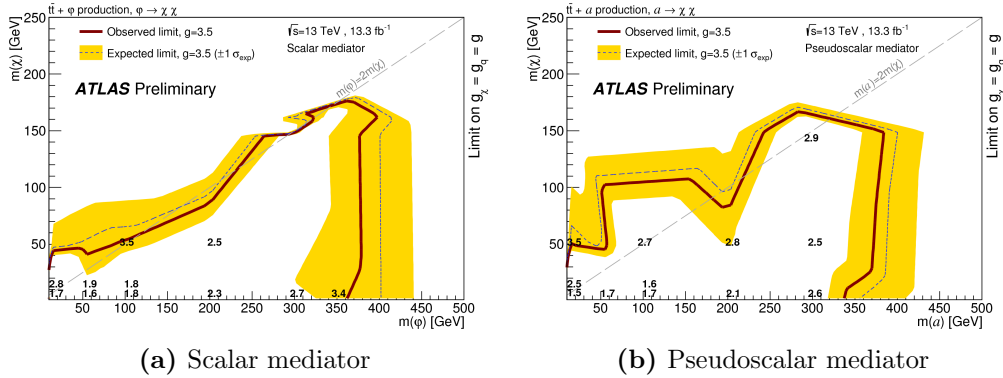 tt̄ + φ production, φ → χ χ
m(χ) [GeV]
Observed limit, g=3.5
Expected limit, g=3.5 (±1 σexp)
√s=13 TeV , 13.3 fb⁻¹
Scalar mediator
ATLAS Preliminary
m(φ)=2m(χ)
Limit on gχ = gq = g
250
200
150
100
50
3.5 2.5
2.8 1.9 1.8
1.7 1.6 1.8 2.3 2.7 3.4
50 100 150 200 250 300 350 400 450 500
m(φ) [GeV]
(a) Scalar mediator
tt̄ + a production, a → χ χ
m(χ) [GeV]
Observed limit, g=3.5
Expected limit, g=3.5 (±1 σexp)
√s=13 TeV , 13.3 fb⁻¹
Pseudoscalar mediator
ATLAS Preliminary
m(a)=2m(χ)
Limit on gχ = gq = g
250
200
150
100
50
2.9
3.5 2.7 2.8 2.5
2.5 1.6
1.5 1.7 1.7 2.1 2.6
50 100 150 200 250 300 350 400 450 500
m(a) [GeV]
(b) Pseudoscalar mediator